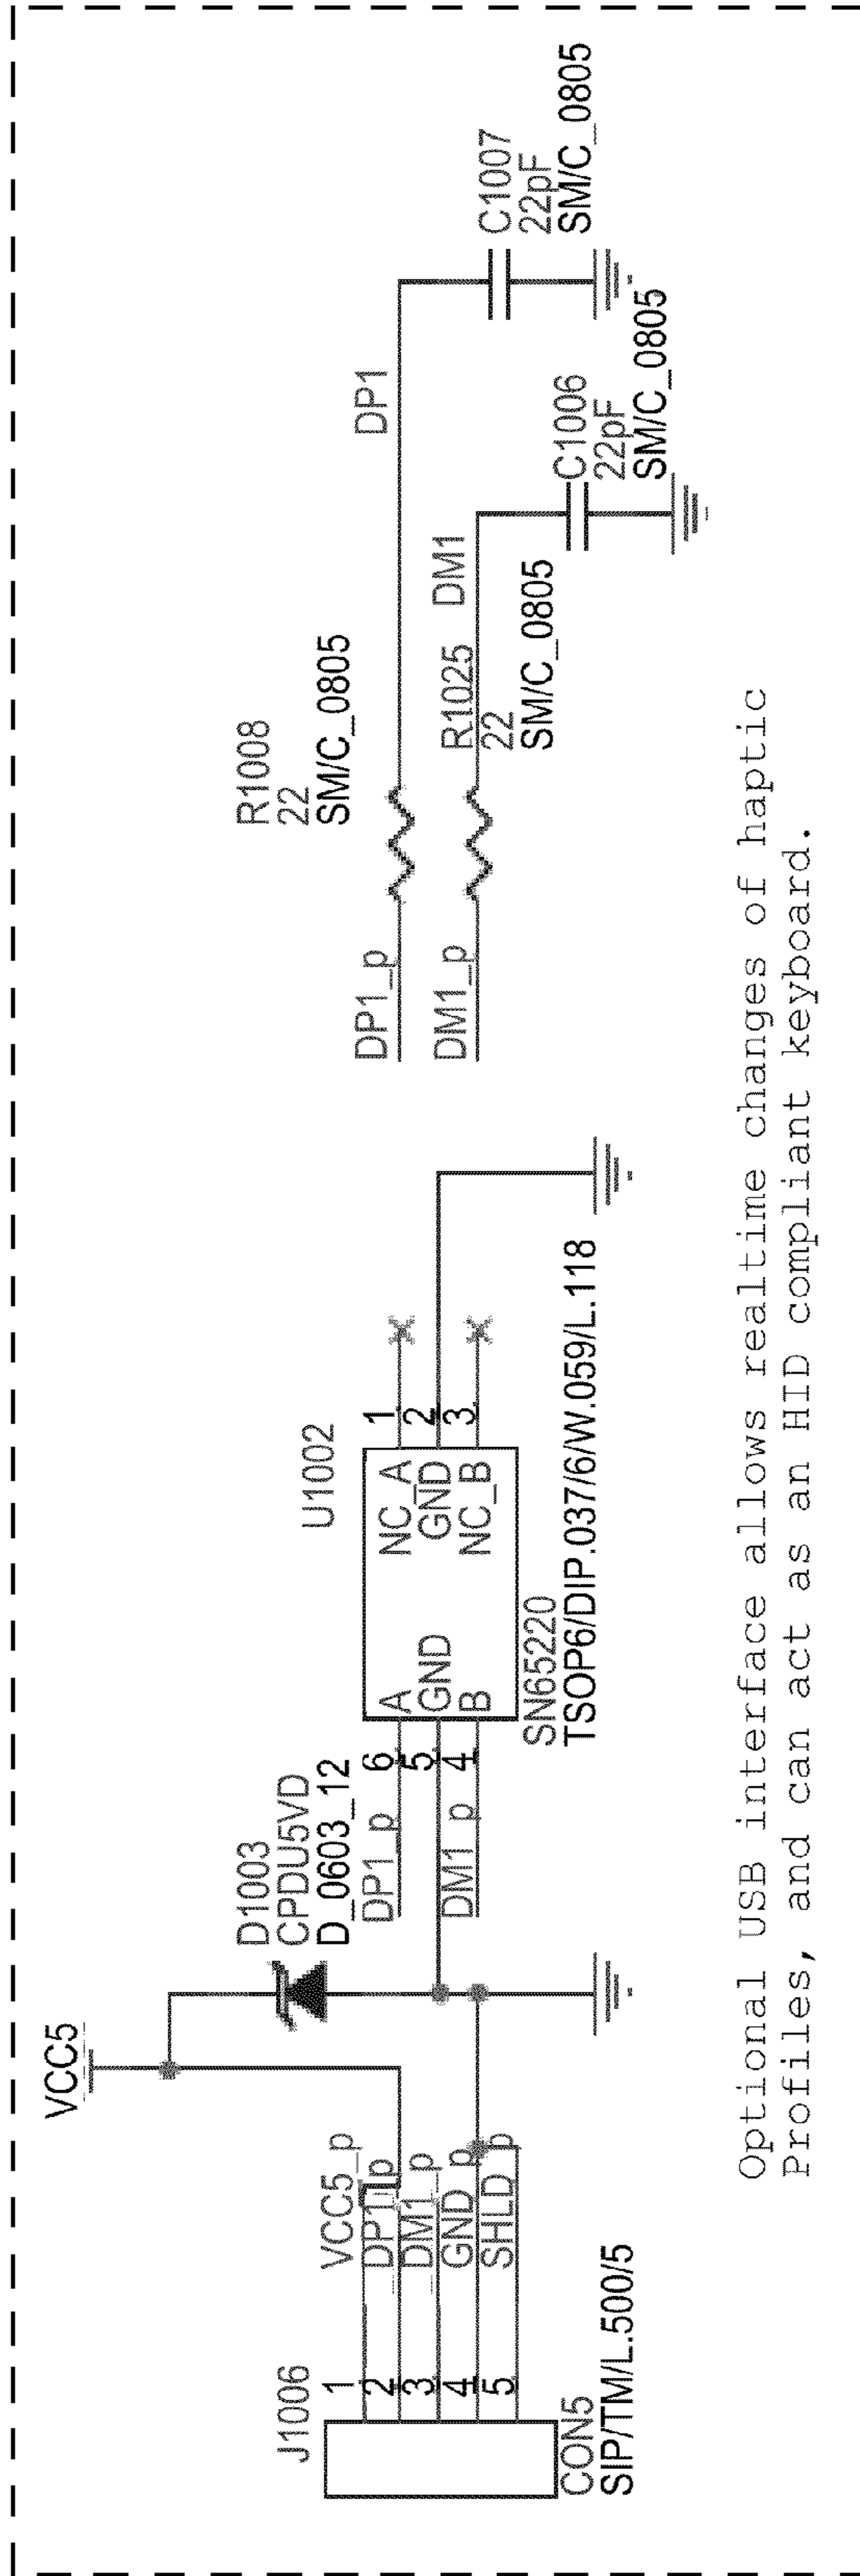 VCC5
J1006
1
2
3
4
5
VCC5_p
DP1_p
DM1_p
GND_p
SHLD_p
CON5
SIP/TM/L.500/5
D1003
CPDU5VD
D_0603_12
DP1_p
DM1_p
6
5
4
A
GND
B
U1002
NC_A
GND
NC_B
1
2
3
SN65220
TSOP6/DIP.037/6/W.059/L.118
R1008
22
SM/C_0805
DP1_p
DP1
DM1_p
DM1
R1025
22
SM/C_0805
C1007
22pF
SM/C_0805
C1006
22pF
SM/C_0805
Optional USB interface allows realtime changes of haptic
Profiles, and can act as an HID compliant keyboard.